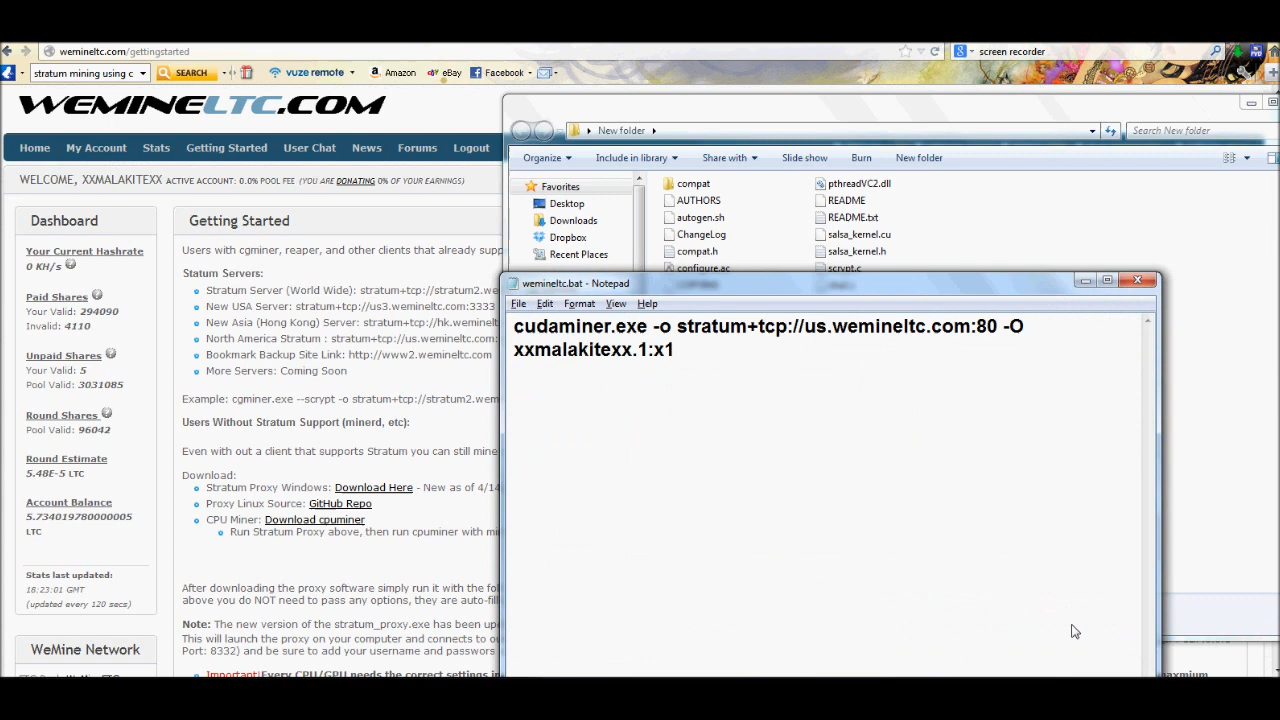 wemineltc.com/gettingstarted
screen recorder
stratum mining using c
SEARCH
vuze remote
Amazon
eBay
Facebook
WEMINELTC.COM
Home My Account Stats Getting Started User Chat News Forums Logout
WELCOME, XXMALAKITEXX ACTIVE ACCOUNT: 0.0% POOL FEE (YOU ARE DONATING 0% OF YOUR EARNINGS)
Dashboard
Your Current Hashrate
0 KH/s
Paid Shares
Your Valid: 294090
Invalid: 4110
Unpaid Shares
Your Valid: 5
Pool Valid: 3031085
Round Shares
Pool Valid: 96042
Round Estimate
5.48E-5 LTC
Account Balance
5.734019780000005
LTC
Stats last updated:
18:23:01 GMT
(updated every 120 secs)
WeMine Network
Getting Started
Users with cgminer, reaper, and other clients that already supp
Statum Servers:
Stratum Server (World Wide): stratum+tcp://stratum2.wem
New USA Server: stratum+tcp://us3.wemineltc.com:3333
New Asia (Hong Kong) Server: stratum+tcp://hk.wemineltc
North America Stratum : stratum+tcp://us.wemineltc.com:
Bookmark Backup Site Link: http://www2.wemineltc.com
More Servers: Coming Soon
Example: cgminer.exe --scrypt -o stratum+tcp://stratum2.wem
Users Without Stratum Support (minerd, etc):
Even with out a client that supports Stratum you can still mine
Download:
Stratum Proxy Windows: Download Here - New as of 4/14
Proxy Linux Source: GitHub Repo
CPU Miner: Download cpuminer
Run Stratum Proxy above, then run cpuminer with mi
After downloading the proxy software simply run it with the foll
above you do NOT need to pass any options, they are auto-fill
Note: The new version of the stratum_proxy.exe has been up
This will launch the proxy on your computer and connects to ou
Port: 8332) and be sure to add your username and passwords
Important!Every CPU/GPU needs the correct settings in
New folder
Search New folder
Organize Include in library Share with Slide show Burn New folder
Favorites
Desktop
Downloads
Dropbox
Recent Places
compat
AUTHORS
autogen.sh
ChangeLog
compat.h
configure.ac
pthreadVC2.dll
README
README.txt
salsa_kernel.cu
salsa_kernel.h
scrypt.c
wemineltc.bat - Notepad
File Edit Format View Help
cudaminer.exe -o stratum+tcp://us.wemineltc.com:80 -O
xxmalakitexx.1:x1